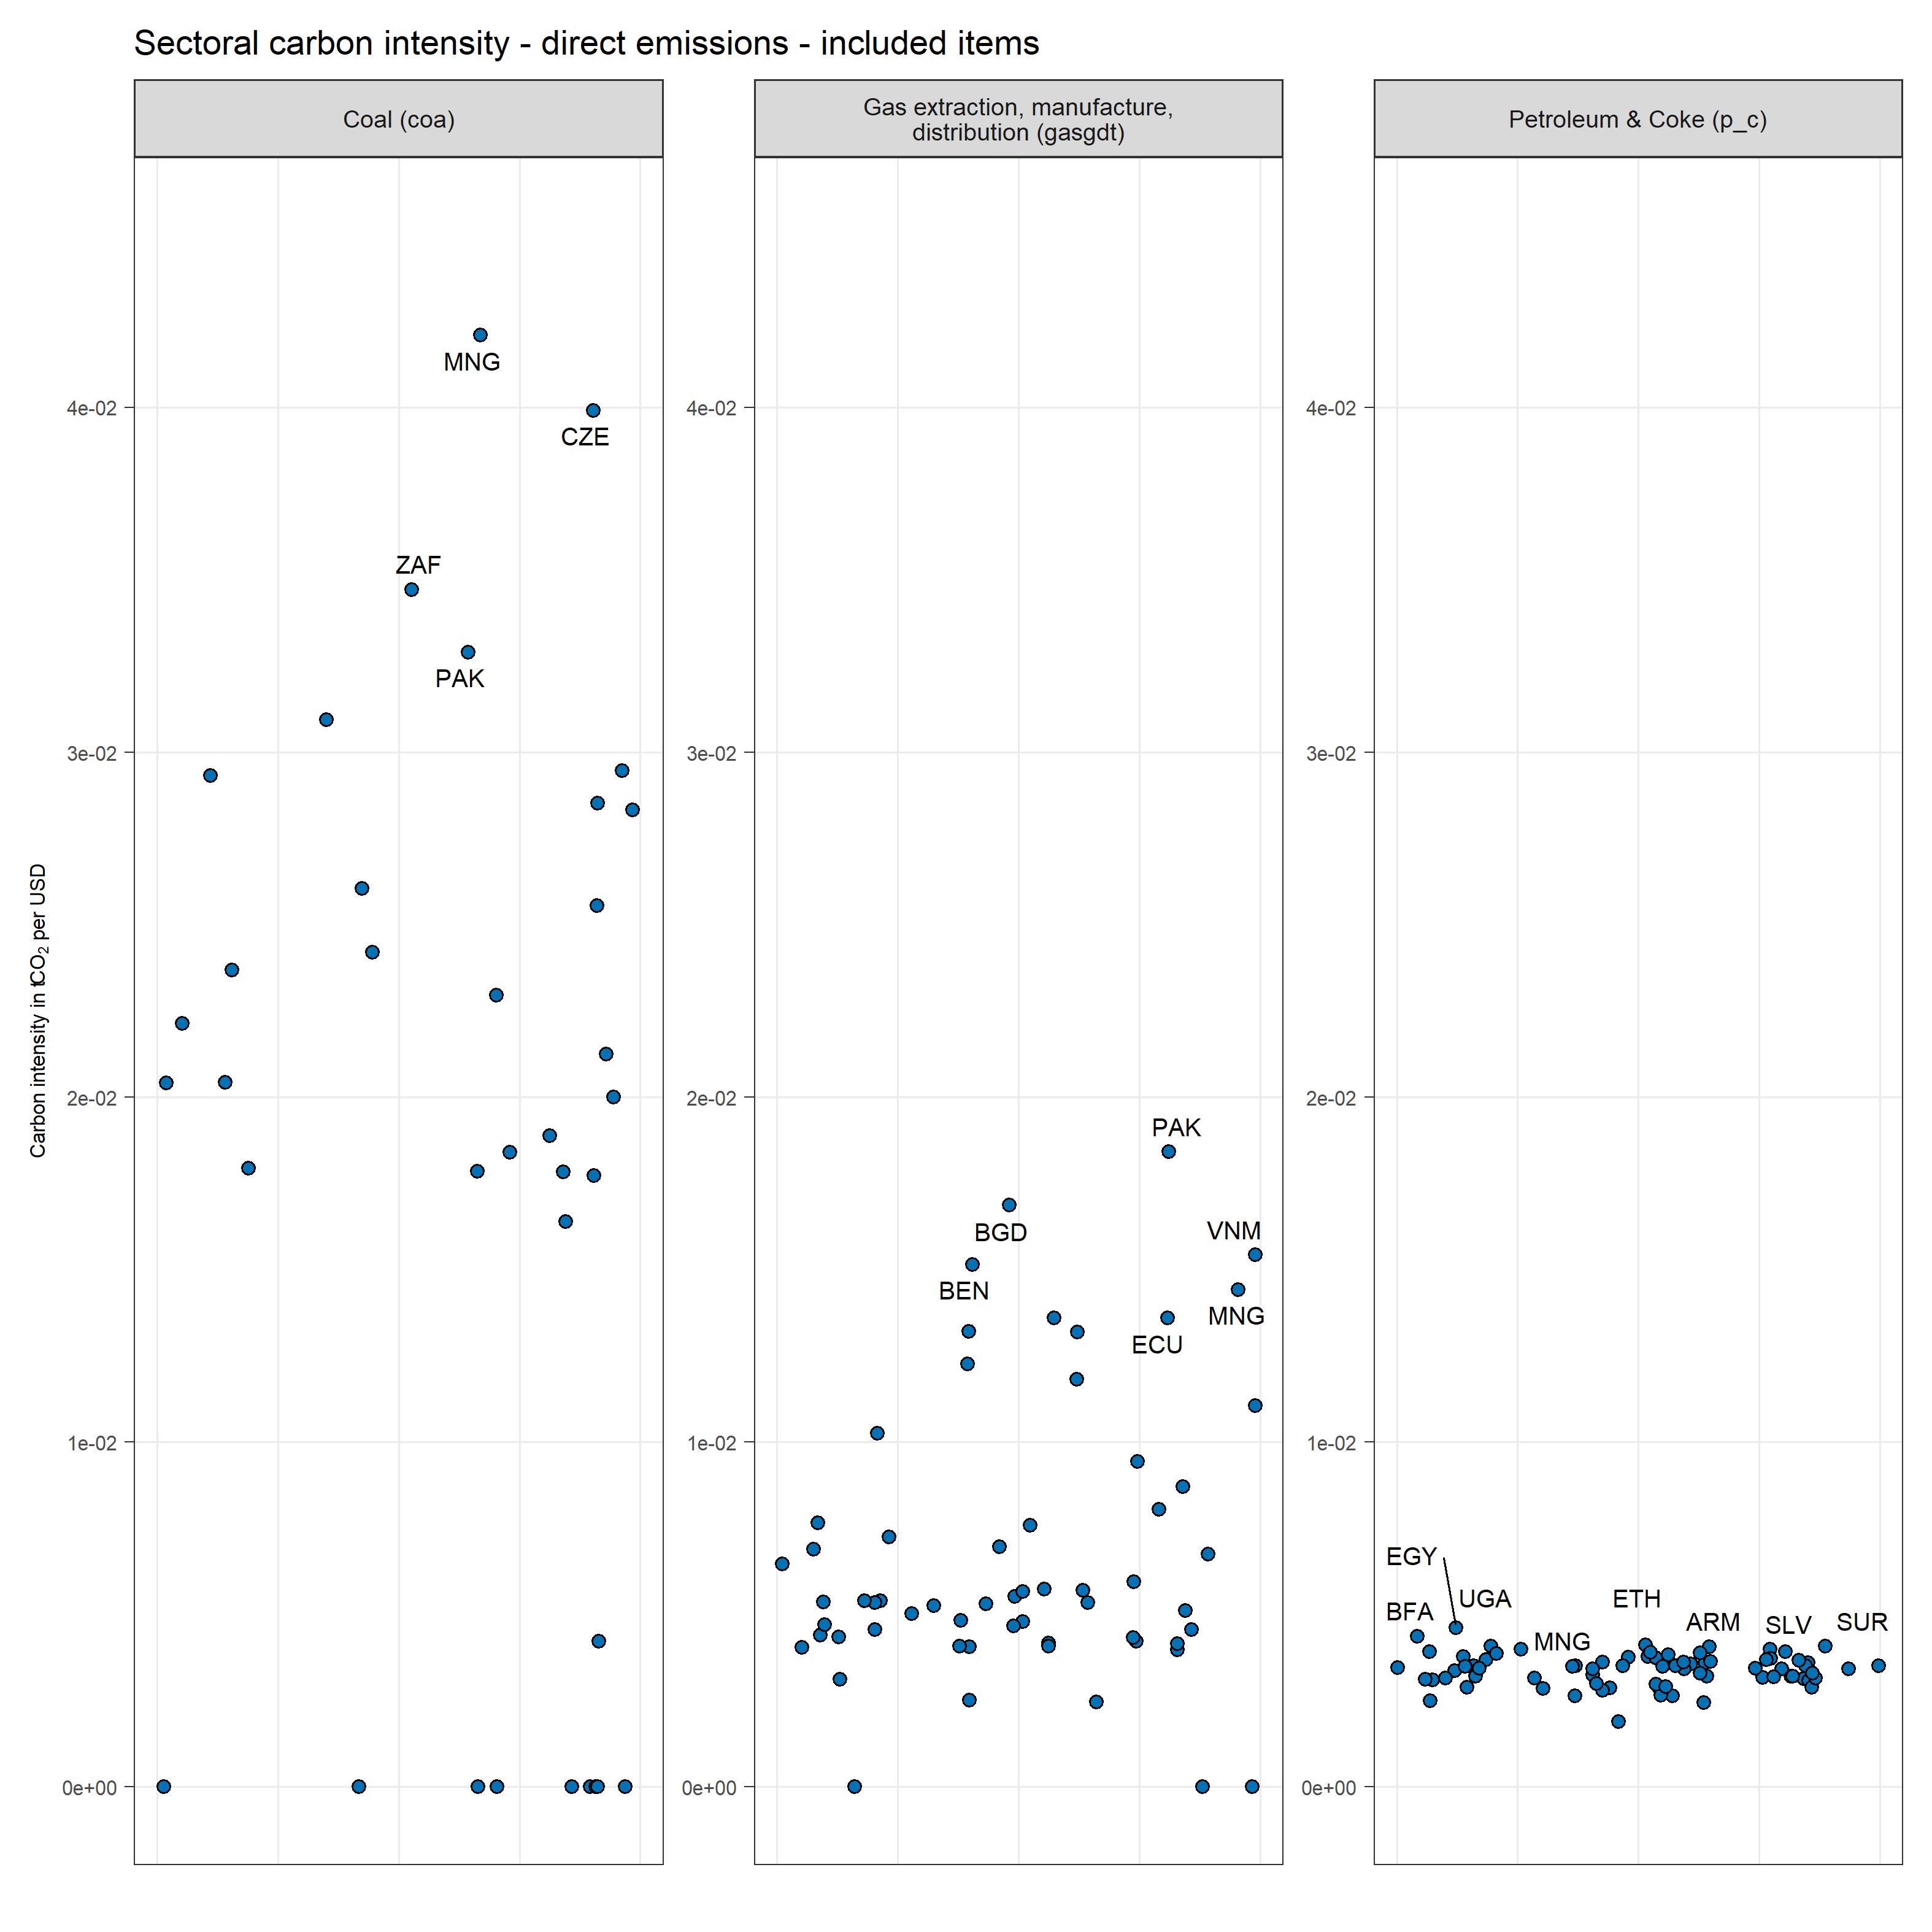 Sectoral carbon intensity - direct emissions - included items
Coal (coa)
Gas extraction, manufacture,
distribution (gasgdt)
Petroleum & Coke (p_c)
Carbon intensity in tCO₂ per USD
4e-02
3e-02
2e-02
1e-02
0e+00
MNG
CZE
ZAF
PAK
4e-02
3e-02
2e-02
1e-02
0e+00
PAK
BGD
VNM
BEN
MNG
ECU
4e-02
3e-02
2e-02
1e-02
0e+00
EGY
UGA
ETH
BFA
ARM
SLV
SUR
MNG